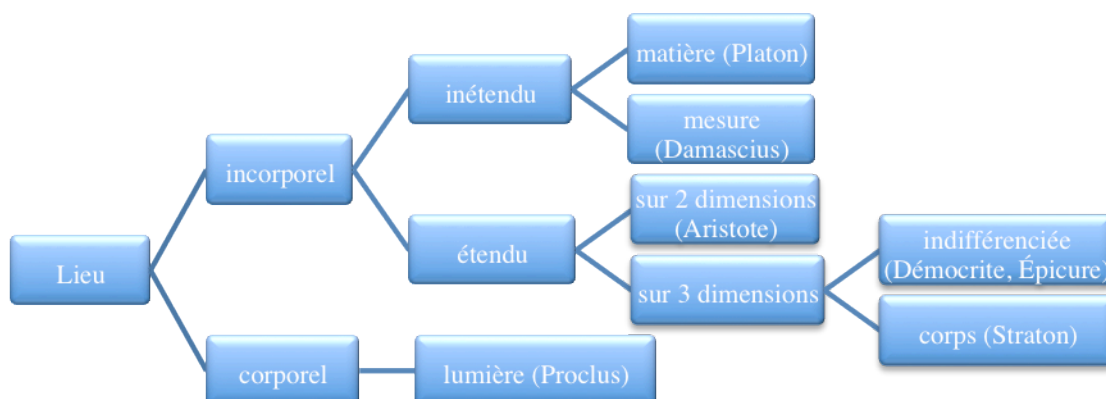 matière (Platon)
inétendu
mesure
(Damascius)
incorporel
sur 2 dimensions
(Aristote)
étendu
indifférenciée
(Démocrite, Épicure)
Lieu
sur 3 dimensions
corps (Straton)
corporel
lumière (Proclus)